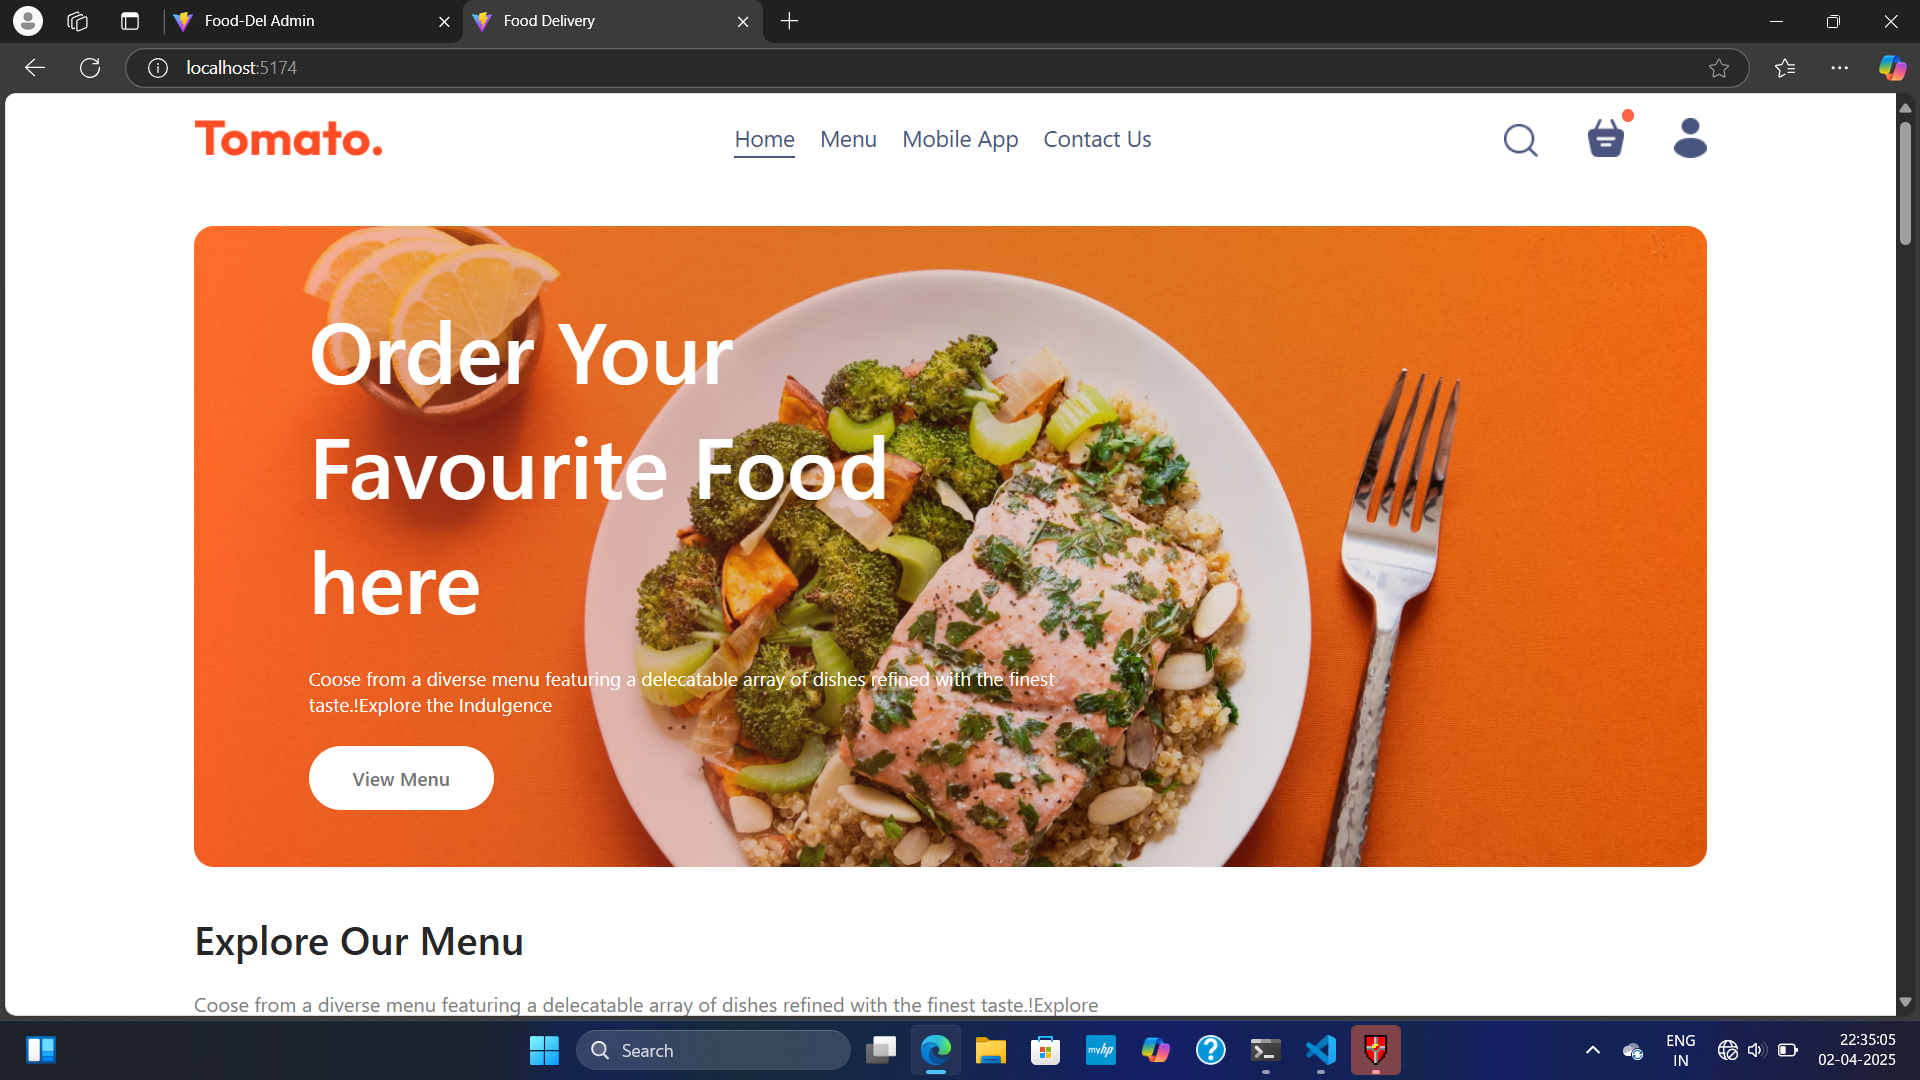 Food-Del Admin
Food Delivery
localhost:5174
Tomato.
Home Menu Mobile App Contact Us
Order Your
Favourite Food
here
Coose from a diverse menu featuring a delecatable array of dishes refined with the finest
taste.!Explore the Indulgence
View Menu
Explore Our Menu
Coose from a diverse menu featuring a delecatable array of dishes refined with the finest taste.!Explore
Search
myhp
ENG
IN
22:35:05
02-04-2025